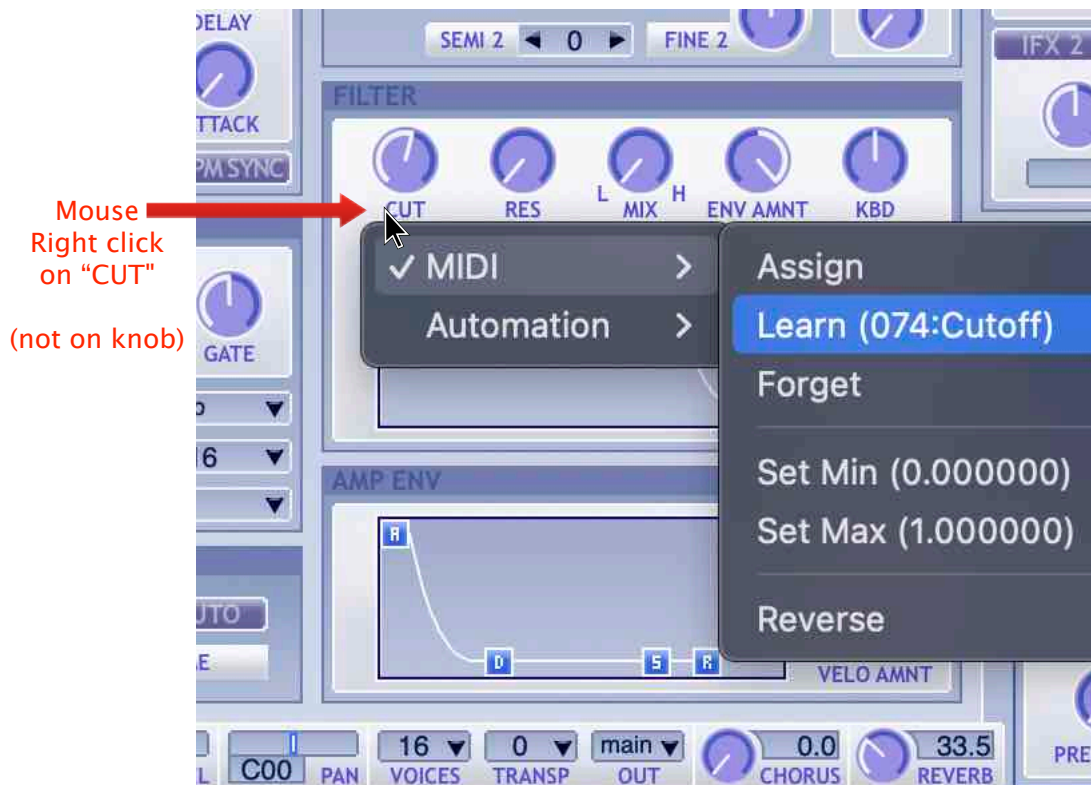 DELAY
SEMI 2 0 FINE 2
IFX 2
FILTER
TTACK
PM SYNC
L H
CUT RES MIX ENV AMNT KBD
Mouse
Right click
on “CUT"
(not on knob)
MIDI
Automation
Assign
Learn (074:Cutoff)
Forget
Set Min (0.000000)
Set Max (1.000000)
Reverse
GATE
AMP ENV
A
D S R
VELO AMNT
UTO
E
16 0 main 0.0 33.5
L C00 PAN VOICES TRANSP OUT CHORUS REVERB
PRE